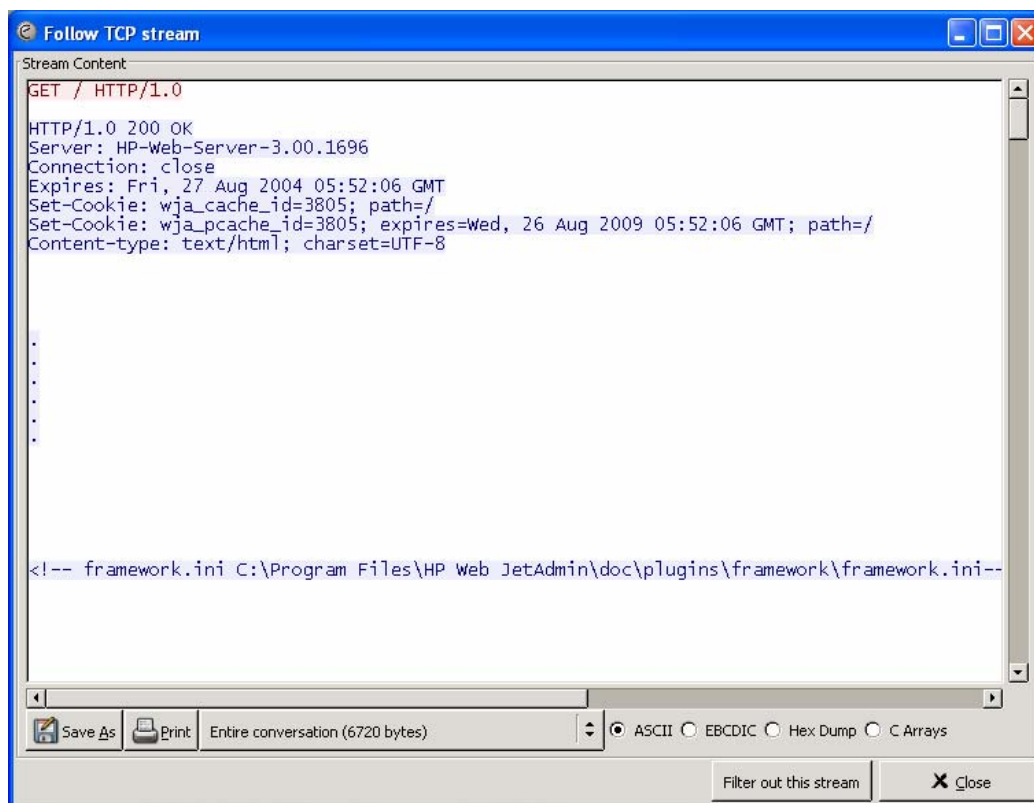 Follow TCP stream
Stream Content
GET / HTTP/1.0
HTTP/1.0 200 OK
Server: HP-Web-Server-3.00.1696
Connection: close
Expires: Fri, 27 Aug 2004 05:52:06 GMT
Set-Cookie: wja_cache_id=3805; path=/
Set-Cookie: wja_pcache_id=3805; expires=Wed, 26 Aug 2009 05:52:06 GMT; path=/
Content-type: text/html; charset=UTF-8
.
.
.
.
.
.
<!-- framework.ini C:\Program Files\HP Web JetAdmin\doc\plugins\framework\framework.ini--
Save As Print Entire conversation (6720 bytes) ASCII EBCDIC Hex Dump C Arrays
Filter out this stream Close